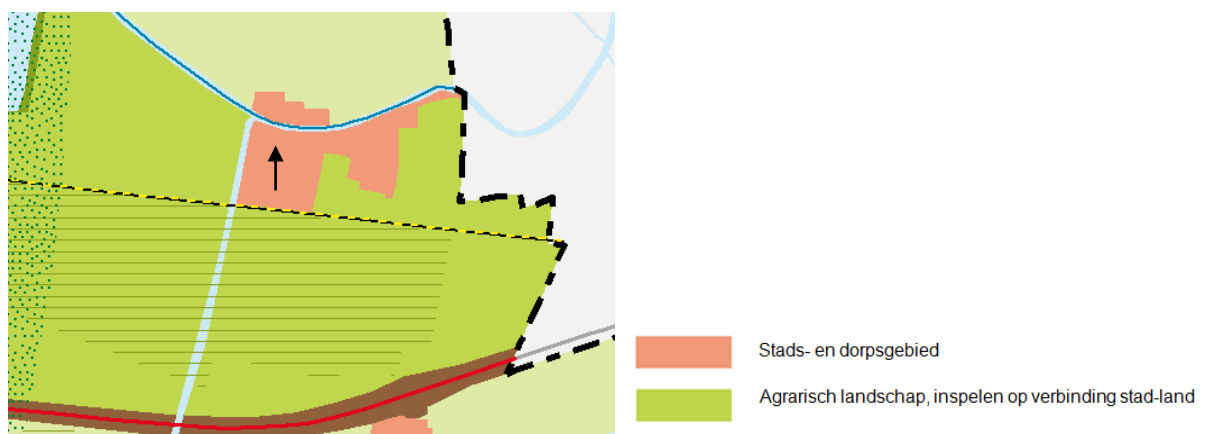 Stads- en dorpsgebied
Agrarisch landschap, inspelen op verbinding stad-land